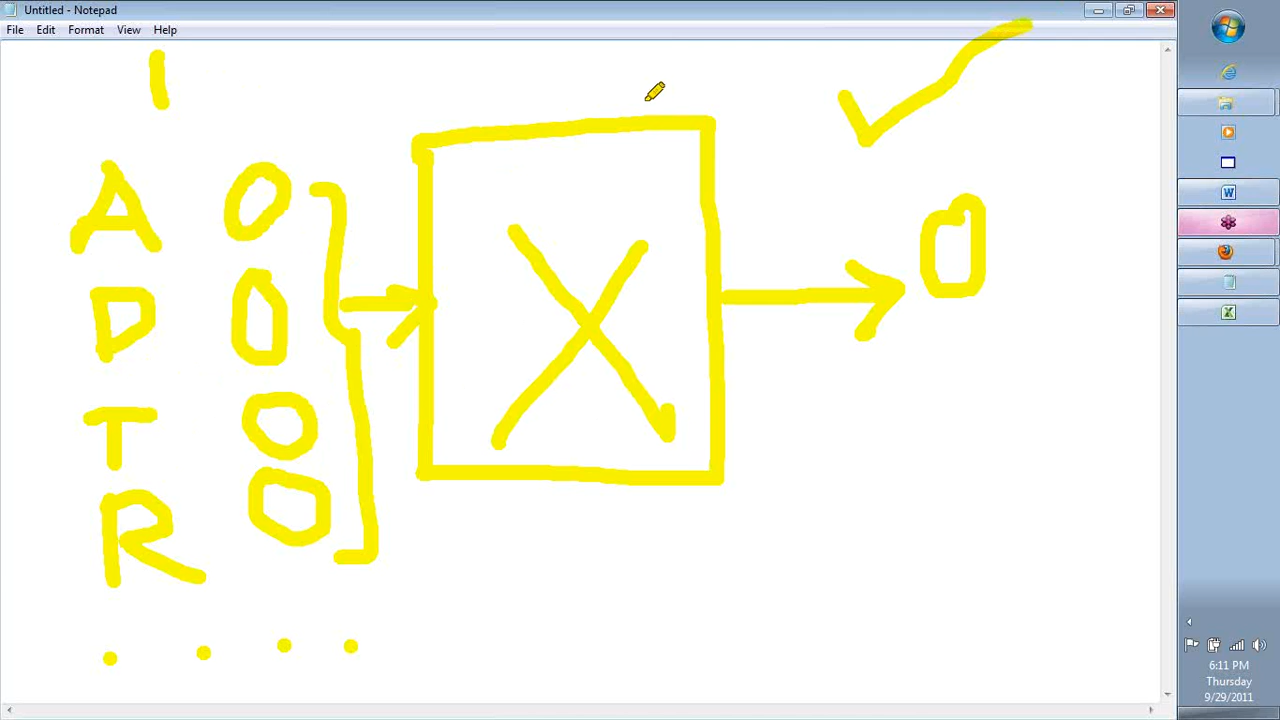 Untitled - Notepad
File Edit Format View Help
1
A 0
D 0
T 0
R 0
. . . .
X
0
6:11 PM
Thursday
9/29/2011